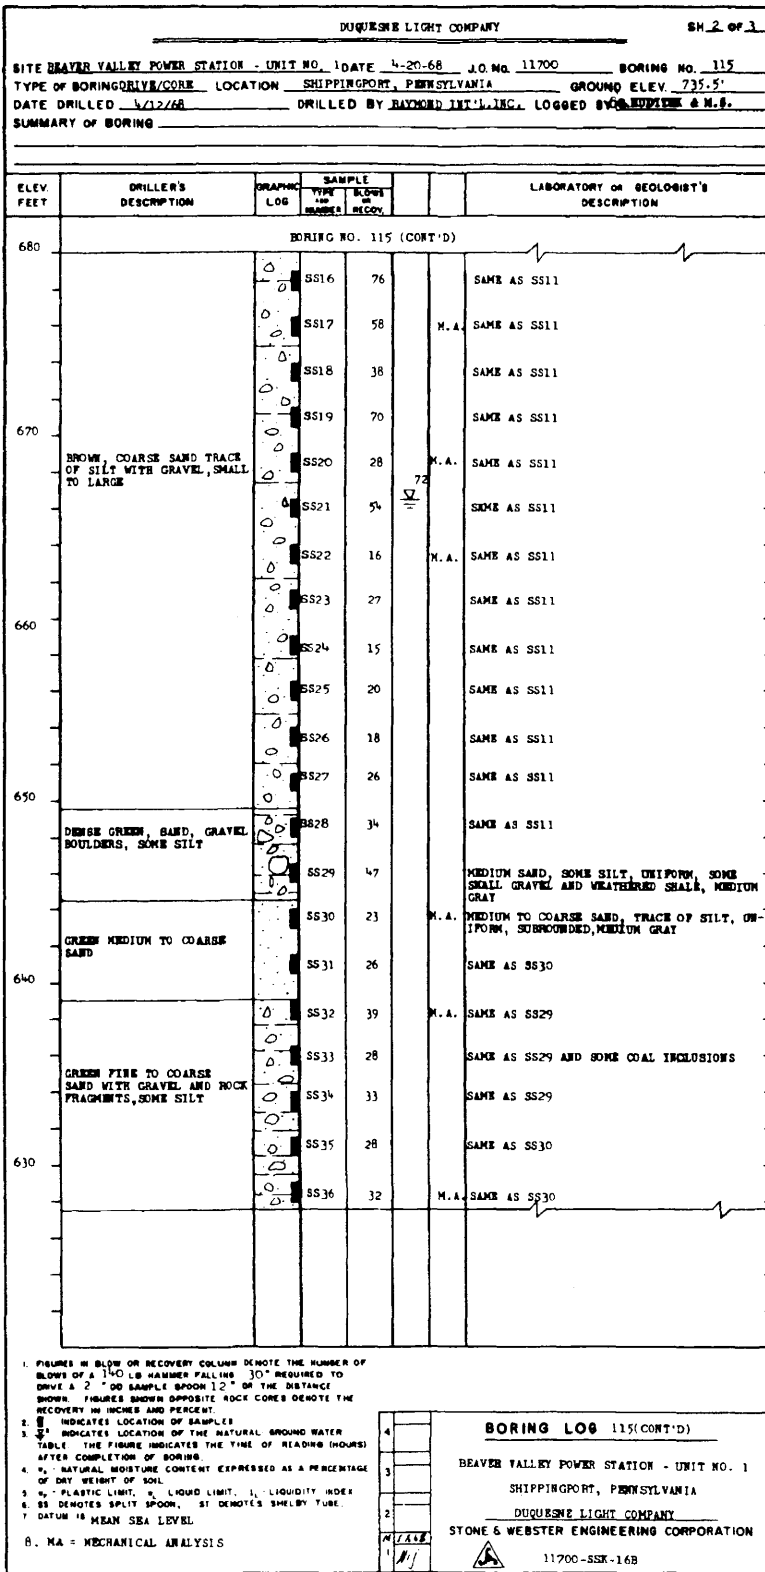 DUQUESNE LIGHT COMPANY
SH 2 OF 3
SITE BEAVER VALLEY POWER STATION - UNIT NO. 1 DATE 4-20-68 J.O. No. 11700 BORING NO. 115
TYPE OF BORING DRIVE/CORE LOCATION SHIPPINGPORT, PENNSYLVANIA GROUND ELEV. 735.5'
DATE DRILLED 4/12/68 DRILLED BY RAYMOND INT'L. INC. LOGGED BY & M.S.
SUMMARY OF BORING
ELEV. FEET
DRILLER'S DESCRIPTION
GRAPHIC LOG
SAMPLE
TYPE AND NUMBER
BLOWS OR RECOV.
LABORATORY OR GEOLOGIST'S DESCRIPTION
BORING NO. 115 (CONT'D)
680
SS16 76 SAME AS SS11
SS17 58 M.A. SAME AS SS11
SS18 38 SAME AS SS11
SS19 70 SAME AS SS11
670
BROWN, COARSE SAND TRACE
OF SILT WITH GRAVEL, SMALL
TO LARGE
SS20 28 M.A. SAME AS SS11
72
SS21 54 SAME AS SS11
SS22 16 M.A. SAME AS SS11
SS23 27 SAME AS SS11
660
SS24 15 SAME AS SS11
SS25 20 SAME AS SS11
SS26 18 SAME AS SS11
SS27 26 SAME AS SS11
650
DENSE GREEN, SAND, GRAVEL
BOULDERS, SOME SILT
SS28 34 SAME AS SS11
SS29 47 MEDIUM SAND, SOME SILT, UNIFORM, SOME
SMALL GRAVEL AND WEATHERED SHALE, MEDIUM
GRAY
SS30 23 M.A. MEDIUM TO COARSE SAND, TRACE OF SILT, UN-
IFORM, SUBROUNDED, MEDIUM GRAY
GREEN MEDIUM TO COARSE
SAND
SS31 26 SAME AS SS30
640
SS32 39 M.A. SAME AS SS29
SS33 28 SAME AS SS29 AND SOME COAL INCLUSIONS
GREEN FINE TO COARSE
SAND WITH GRAVEL AND ROCK
FRAGMENTS, SOME SILT
SS34 33 SAME AS SS29
SS35 28 SAME AS SS30
630
SS36 32 M.A. SAME AS SS30
1. FIGURES IN BLOW OR RECOVERY COLUMN DENOTE THE NUMBER OF
BLOWS OF A 140 LB HAMMER FALLING 30" REQUIRED TO
DRIVE A 2 " OD SAMPLE SPOON 12" OR THE DISTANCE
SHOWN. FIGURES SHOWN OPPOSITE ROCK CORES DENOTE THE
RECOVERY IN INCHES AND PERCENT.
2. INDICATES LOCATION OF SAMPLES
3. INDICATES LOCATION OF THE NATURAL GROUND WATER
TABLE. THE FIGURE INDICATES THE TIME OF READING (HOURS)
AFTER COMPLETION OF BORING.
4. NATURAL MOISTURE CONTENT EXPRESSED AS A PERCENTAGE
OF DRY WEIGHT OF SOIL
5 - PLASTIC LIMIT, LIQUID LIMIT, LIQUIDITY INDEX
6. SS DENOTES SPLIT SPOON, ST DENOTES SHELBY TUBE.
7 DATUM IS MEAN SEA LEVEL
8. MA = MECHANICAL ANALYSIS
4
3
2
1
BORING LOG 115(CONT'D)
BEAVER VALLEY POWER STATION - UNIT NO. 1
SHIPPINGPORT, PENNSYLVANIA
DUQUESNE LIGHT COMPANY
STONE & WEBSTER ENGINEERING CORPORATION
11700-SSK-16B